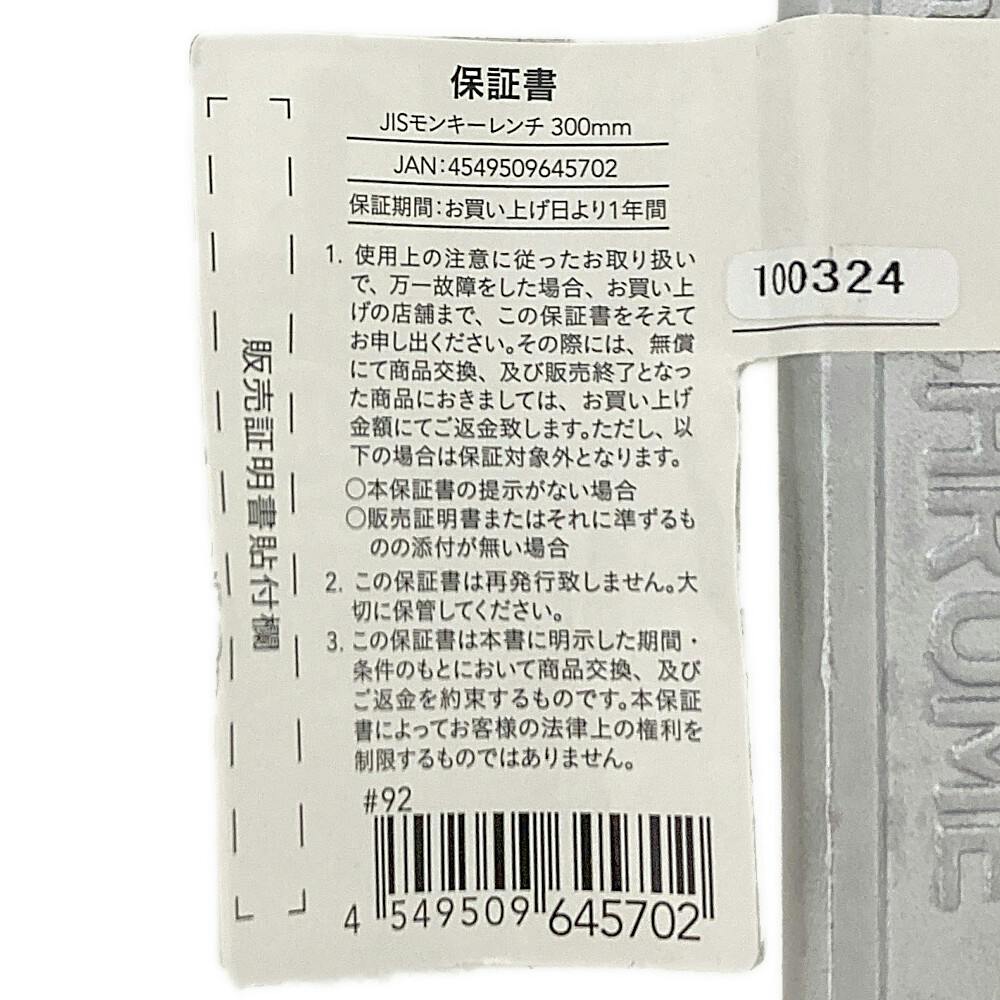 保証書
JISモンキーレンチ 300mm
JAN:4549509645702
保証期間:お買い上げ日より1年間
1. 使用上の注意に従ったお取り扱い
で、万一故障をした場合、お買い上
げの店舗まで、この保証書をそえて
お申し出ください。その際には、無償
にて商品交換、及び販売終了となっ
た商品におきましては、お買い上げ
金額にてご返金致します。ただし、以
下の場合は保証対象外となります。
○本保証書の提示がない場合
○販売証明書またはそれに準ずるも
のの添付が無い場合
2. この保証書は再発行致しません。大
切に保管してください。
3. この保証書は本書に明示した期間・
条件のもとにおいて商品交換、及び
ご返金を約束するものです。本保証
書によってお客様の法律上の権利を
制限するものではありません。
#92
4 549509 645702
販売証明書貼付欄
100324
CHROME